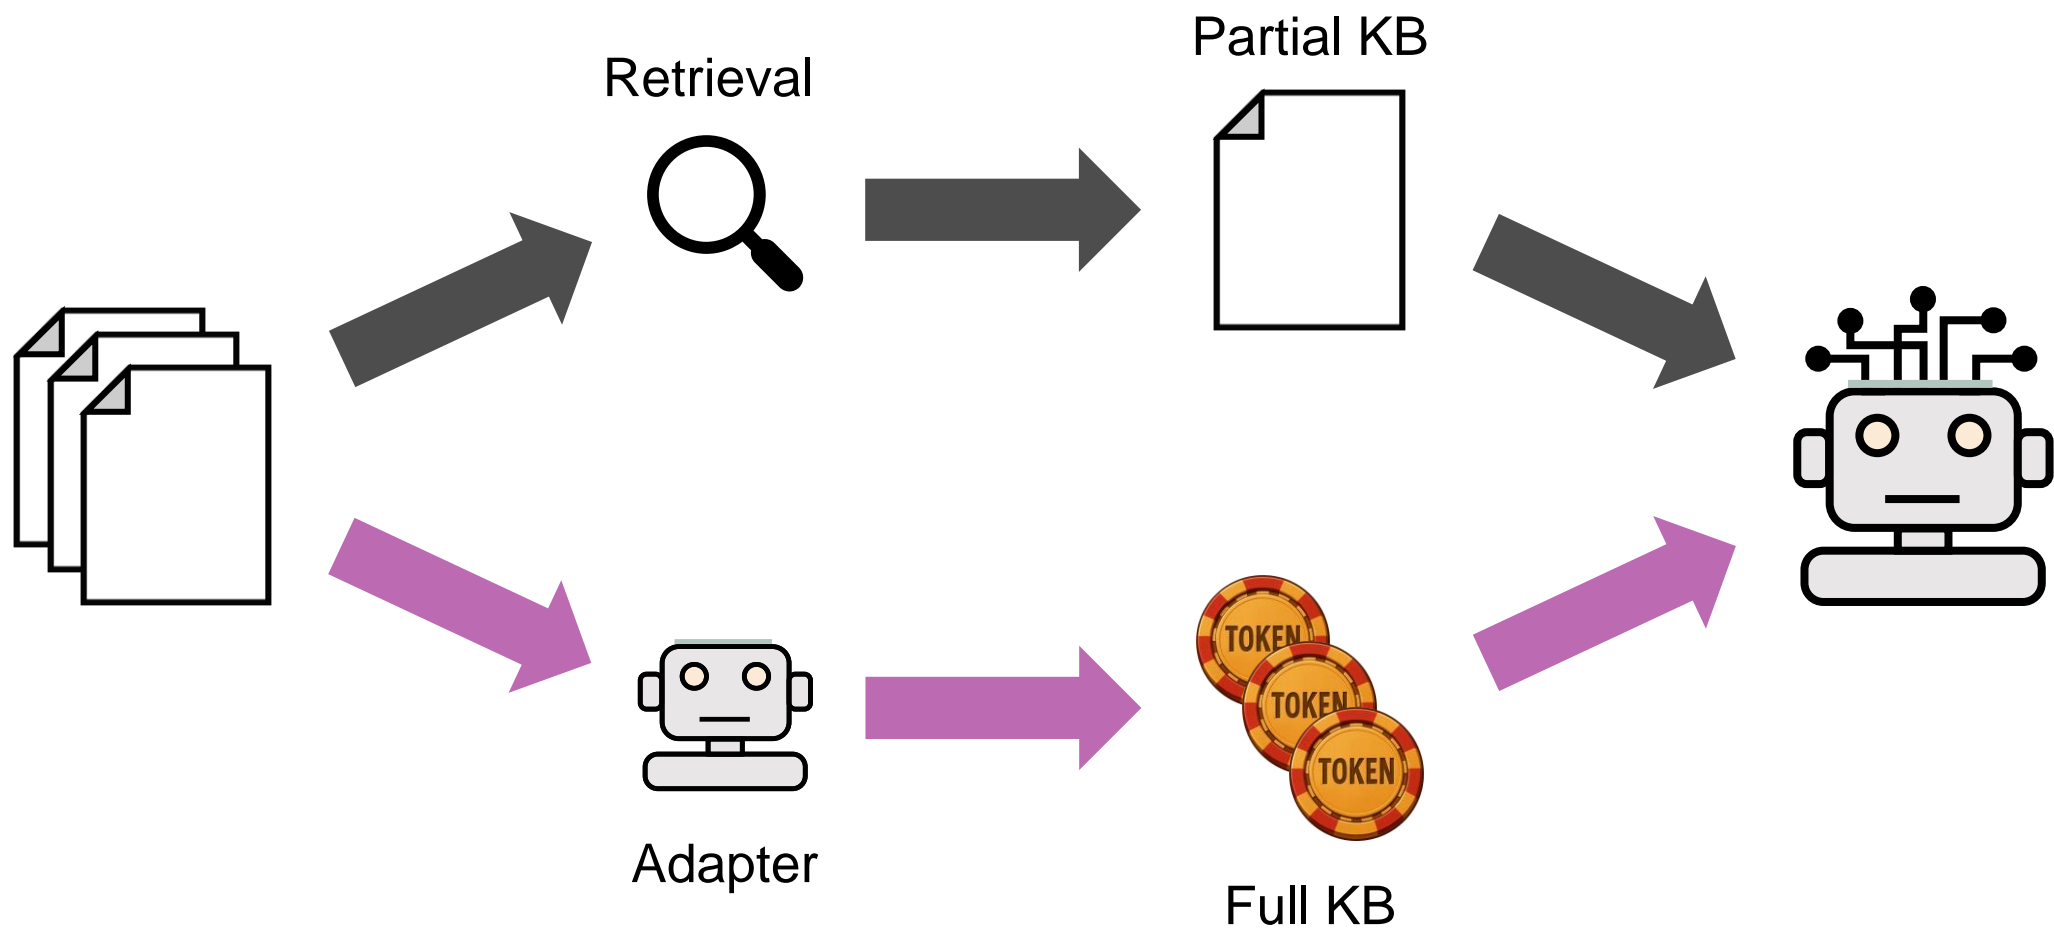 Partial KB
Retrieval
TOKEN
TOKEN
TOKEN
Adapter
Full KB